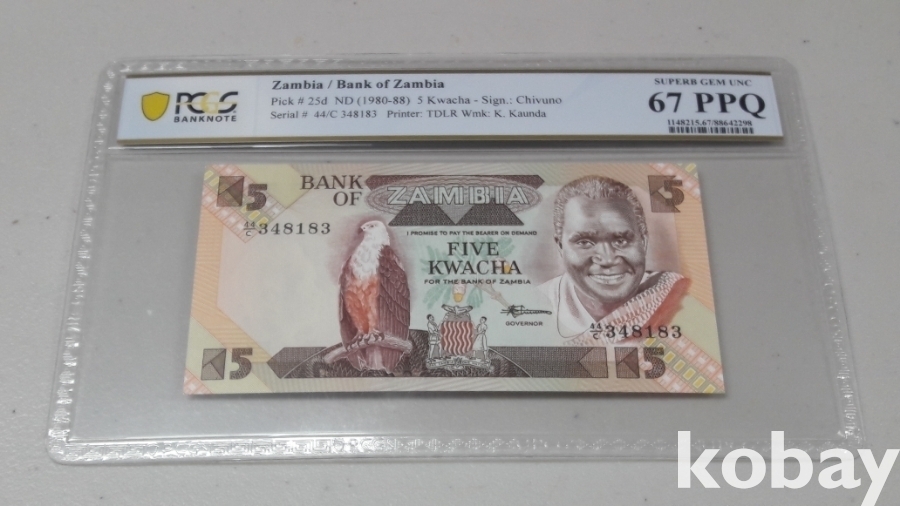 PCGS
BANKNOTE
Zambia / Bank of Zambia
Pick # 25d ND (1980-88) 5 Kwacha - Sign.: Chivuno
Serial # 44/C 348183 Printer: TDLR Wmk: K. Kaunda
SUPERB GEM UNC
67 PPQ
1148215.67/88642298
5
BANK
OF
ZAMBIA
5
44/C 348183
I PROMISE TO PAY THE BEARER ON DEMAND
FIVE
KWACHA
FOR THE BANK OF ZAMBIA
GOVERNOR
44/C 348183
5
5
kobay